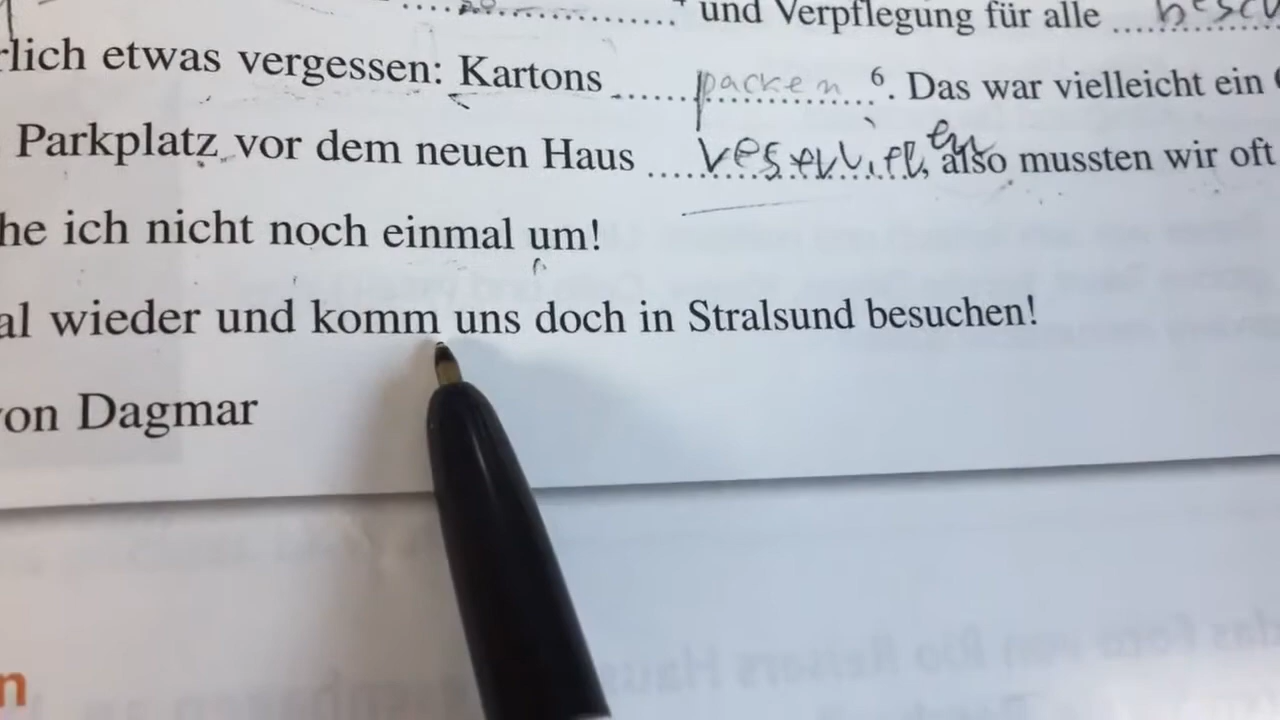 und Verpflegung für alle
rlich etwas vergessen: Kartons packen 6. Das war vielleicht ein
Parkplatz vor dem neuen Haus also mussten wir oft
he ich nicht noch einmal um!
al wieder und komm uns doch in Stralsund besuchen!
von Dagmar
n